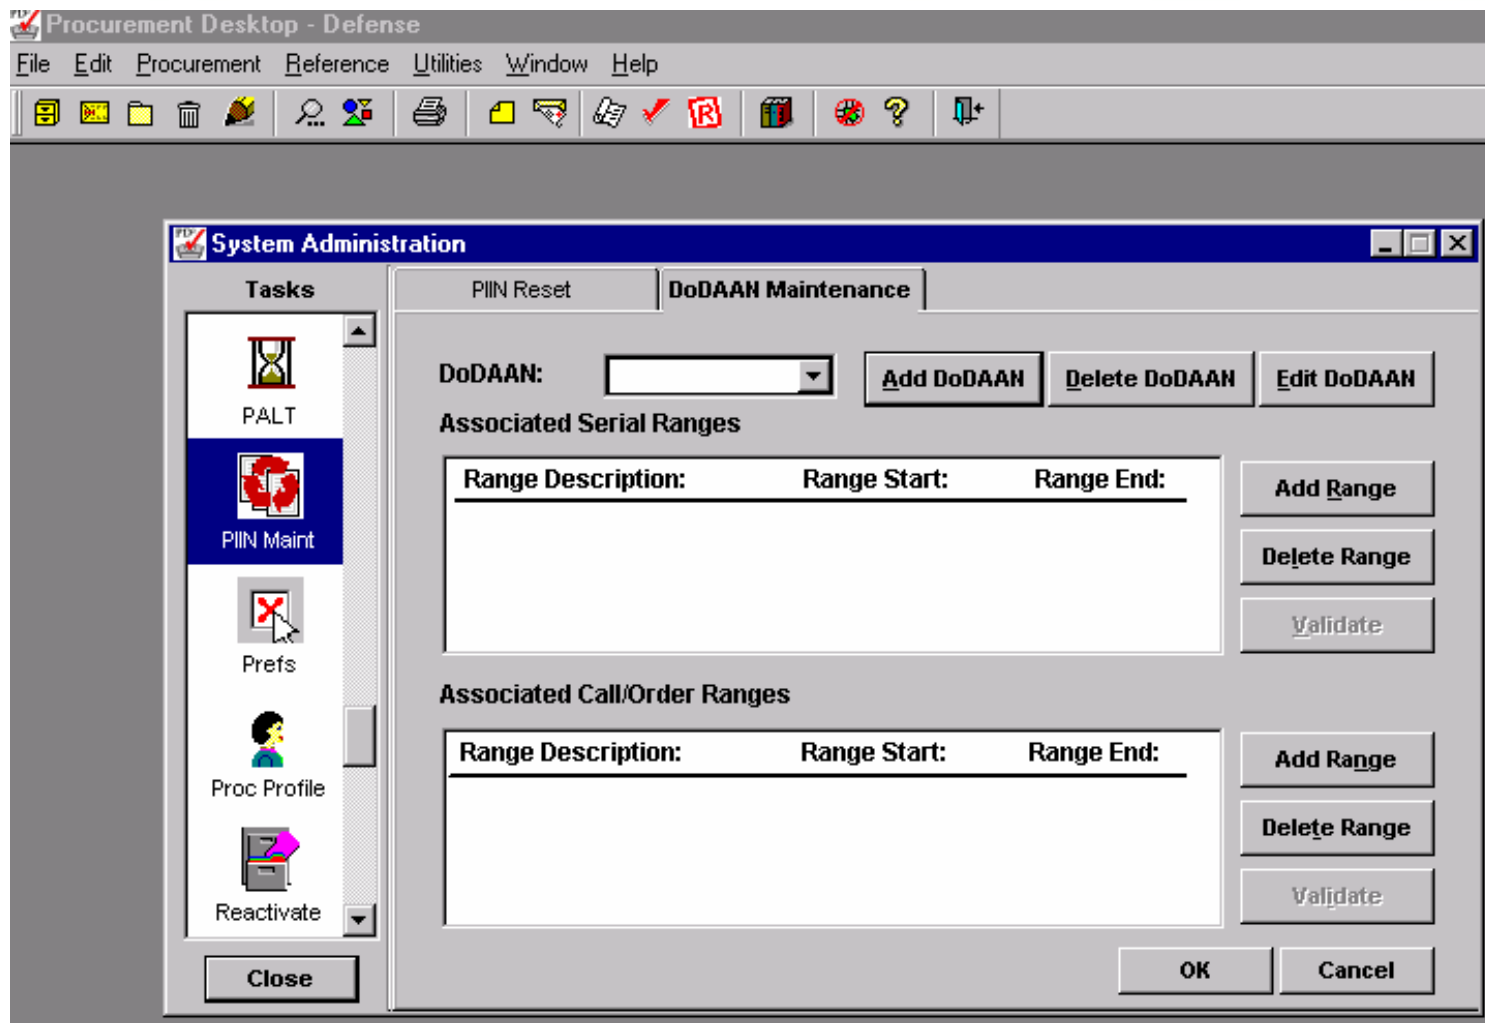 Procurement Desktop - Defense
File Edit Procurement Reference Utilities Window Help
System Administration
Tasks
PIIN Reset
DoDAAN Maintenance
PALT
PIIN Maint
Prefs
Proc Profile
Reactivate
Close
DoDAAN:
Add DoDAAN
Delete DoDAAN
Edit DoDAAN
Associated Serial Ranges
Range Description: Range Start: Range End:
Add Range
Delete Range
Validate
Associated Call/Order Ranges
Range Description: Range Start: Range End:
Add Range
Delete Range
Validate
OK
Cancel